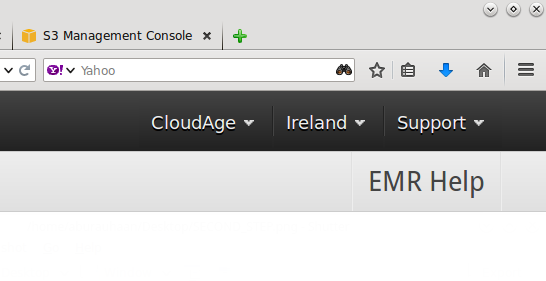 S3 Management Console
Y! Yahoo
CloudAge Ireland Support
EMR Help